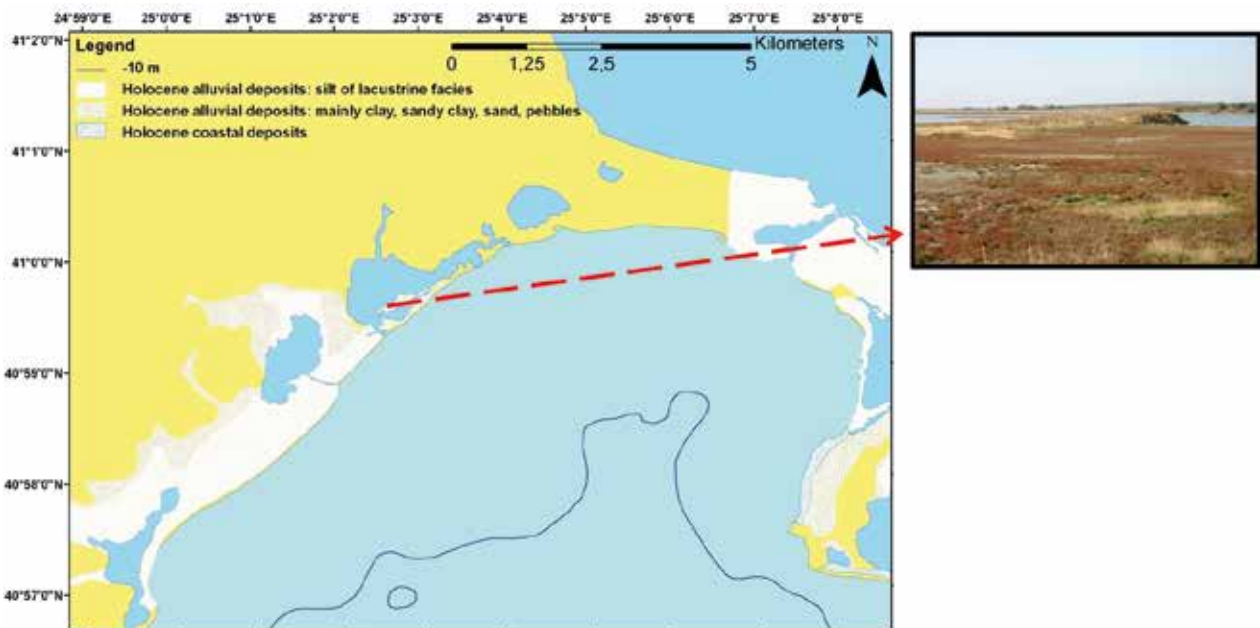 24°59'0"E 25°0'0"E 25°1'0"E 25°2'0"E 25°3'0"E 25°4'0"E 25°5'0"E 25°6'0"E 25°7'0"E 25°8'0"E
41°2'0"N
Legend
-10 m
Holocene alluvial deposits: silt of lacustrine facies
Holocene alluvial deposits: mainly clay, sandy clay, sand, pebbles
Holocene coastal deposits
Kilometers
0 1,25 2,5 5
N
41°1'0"N
41°0'0"N
40°59'0"N
40°58'0"N
40°57'0"N